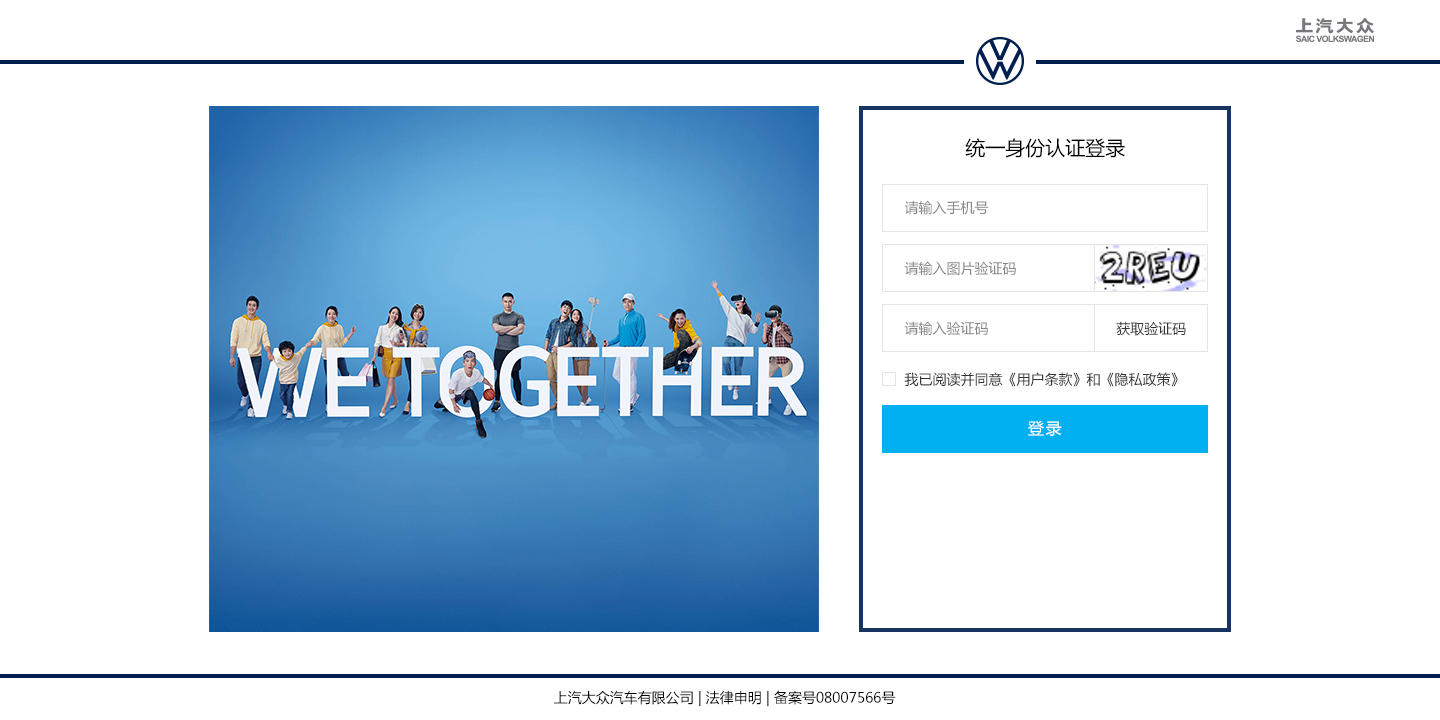 上汽大众
SAIC VOLKSWAGEN
WE TOGETHER
统一身份认证登录
请输入手机号
请输入图片验证码
2REU
请输入验证码
获取验证码
我已阅读并同意《用户条款》和《隐私政策》
登录
上汽大众汽车有限公司 | 法律申明 | 备案号08007566号